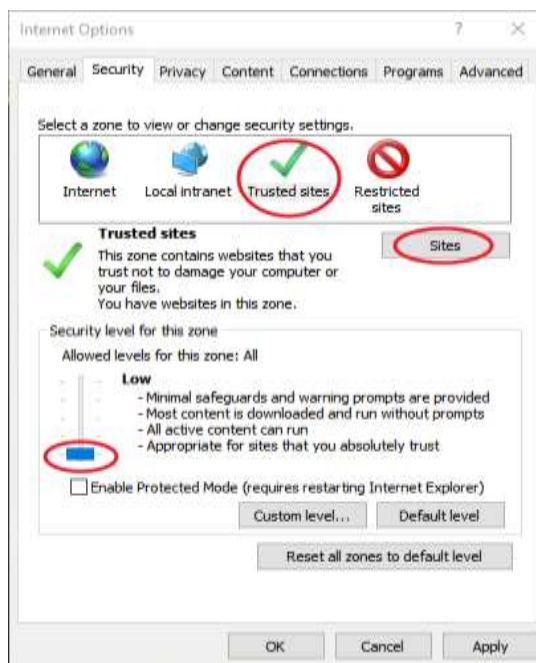 Internet Options
? ×
General Security Privacy Content Connections Programs Advanced
Select a zone to view or change security settings.
Internet Local intranet Trusted sites Restricted
sites
Trusted sites
Sites
This zone contains websites that you
trust not to damage your computer or
your files.
You have websites in this zone.
Security level for this zone
Allowed levels for this zone: All
Low
- Minimal safeguards and warning prompts are provided
- Most content is downloaded and run without prompts
- All active content can run
- Appropriate for sites that you absolutely trust
Enable Protected Mode (requires restarting Internet Explorer)
Custom level... Default level
Reset all zones to default level
OK Cancel Apply